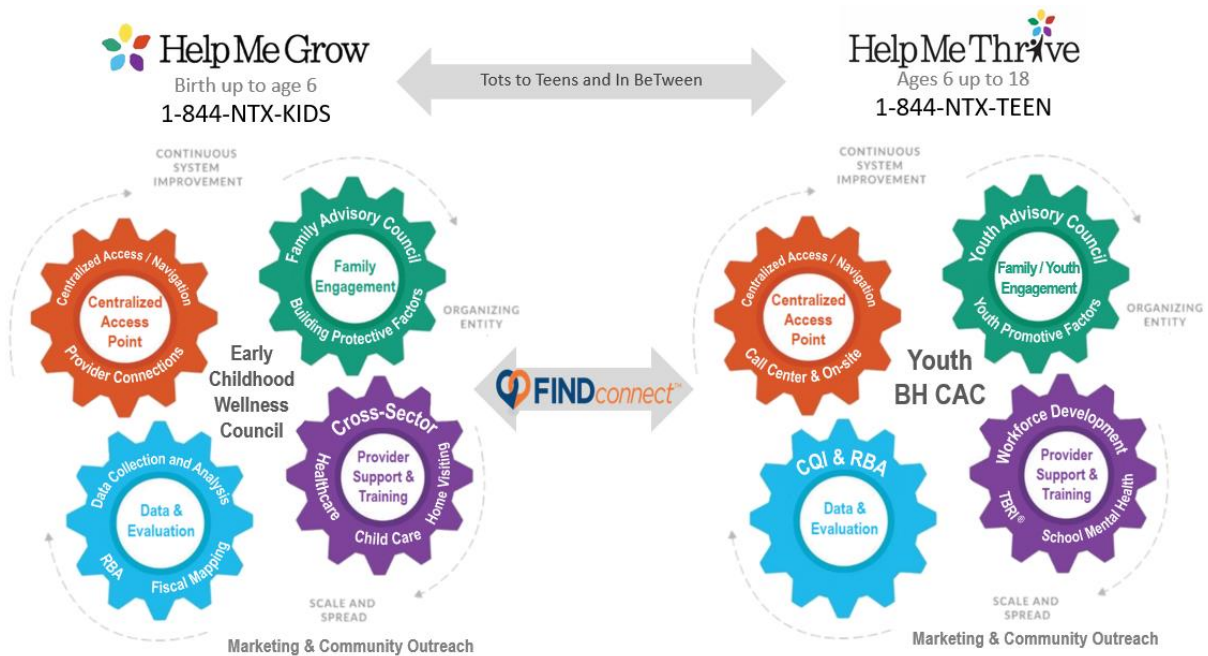 Help Me Grow
Birth up to age 6
1-844-NTX-KIDS
Tots to Teens and In BeTween
Help Me Thrive
Ages 6 up to 18
1-844-NTX-TEEN
CONTINUOUS
SYSTEM
IMPROVEMENT
Centralized Access / Navigation
Centralized
Access
Point
Provider Connections
Family Advisory Council
Family
Engagement
Building Protective Factors
ORGANIZING
ENTITY
Early
Childhood
Wellness
Council
Cross-Sector
Healthcare
Provider
Support &
Training
Home Visiting
Child Care
Data Collection and Analysis
Data &
Evaluation
RBA
Fiscal Mapping
SCALE AND
SPREAD
Marketing & Community Outreach
FINDconnect™
CONTINUOUS
SYSTEM
IMPROVEMENT
Centralized Access / Navigation
Centralized
Access
Point
Call Center & On-site
Youth Advisory Council
Family / Youth
Engagement
Youth Promotive Factors
ORGANIZING
ENTITY
Youth
BH CAC
Workforce Development
Provider
Support &
Training
TBRI®
School Mental Health
CQI & RBA
Data &
Evaluation
SCALE AND
SPREAD
Marketing & Community Outreach